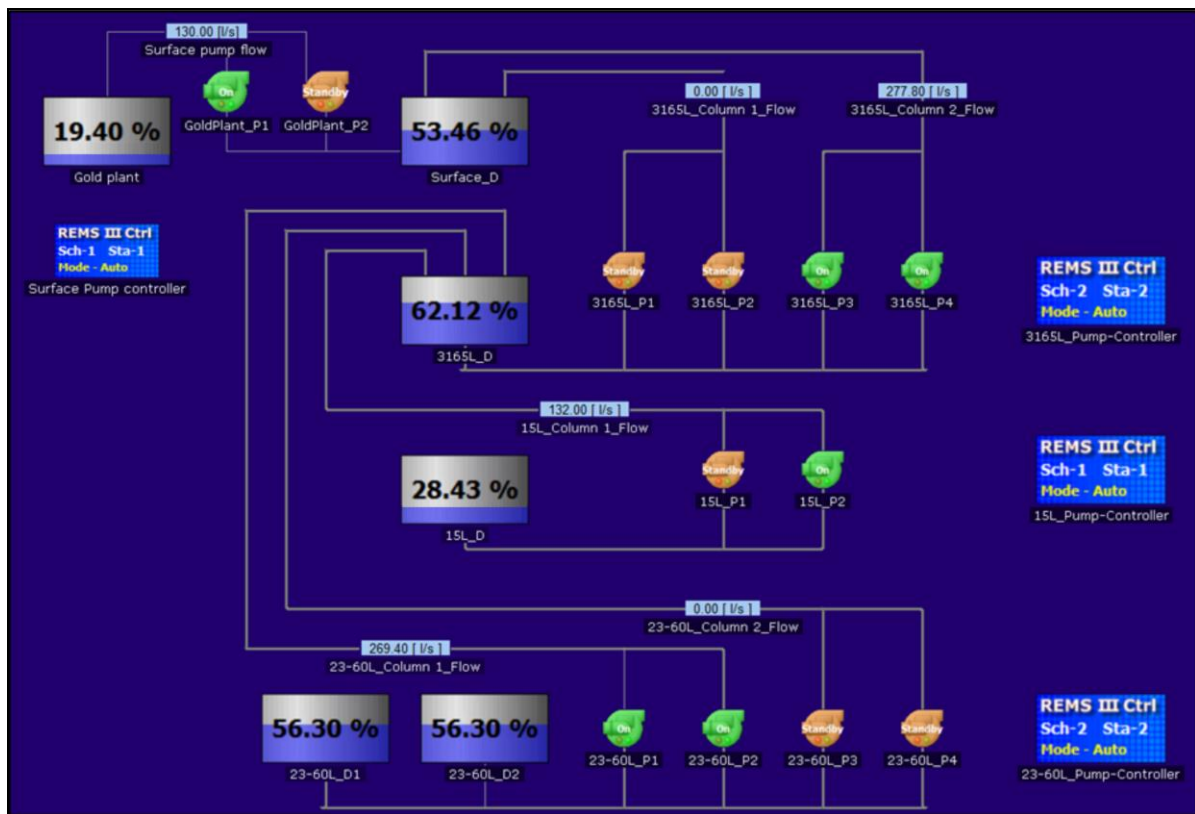 130.00 [l/s]
Surface pump flow
On
Standby
GoldPlant_P1
GoldPlant_P2
19.40 %
Gold plant
53.46 %
Surface_D
0.00 [ l/s ]
3165L_Column 1_Flow
277.80 [ l/s ]
3165L_Column 2_Flow
REMS III Ctrl
Sch-1 Sta-1
Mode - Auto
Surface Pump controller
62.12 %
3165L_D
Standby
Standby
On
On
3165L_P1
3165L_P2
3165L_P3
3165L_P4
REMS III Ctrl
Sch-2 Sta-2
Mode - Auto
3165L_Pump-Controller
132.00 [ l/s ]
15L_Column 1_Flow
28.43 %
15L_D
Standby
On
15L_P1
15L_P2
REMS III Ctrl
Sch-1 Sta-1
Mode - Auto
15L_Pump-Controller
0.00 [ l/s ]
23-60L_Column 2_Flow
269.40 [ l/s ]
23-60L_Column 1_Flow
56.30 %
23-60L_D1
56.30 %
23-60L_D2
On
On
Standby
Standby
23-60L_P1
23-60L_P2
23-60L_P3
23-60L_P4
REMS III Ctrl
Sch-2 Sta-2
Mode - Auto
23-60L_Pump-Controller